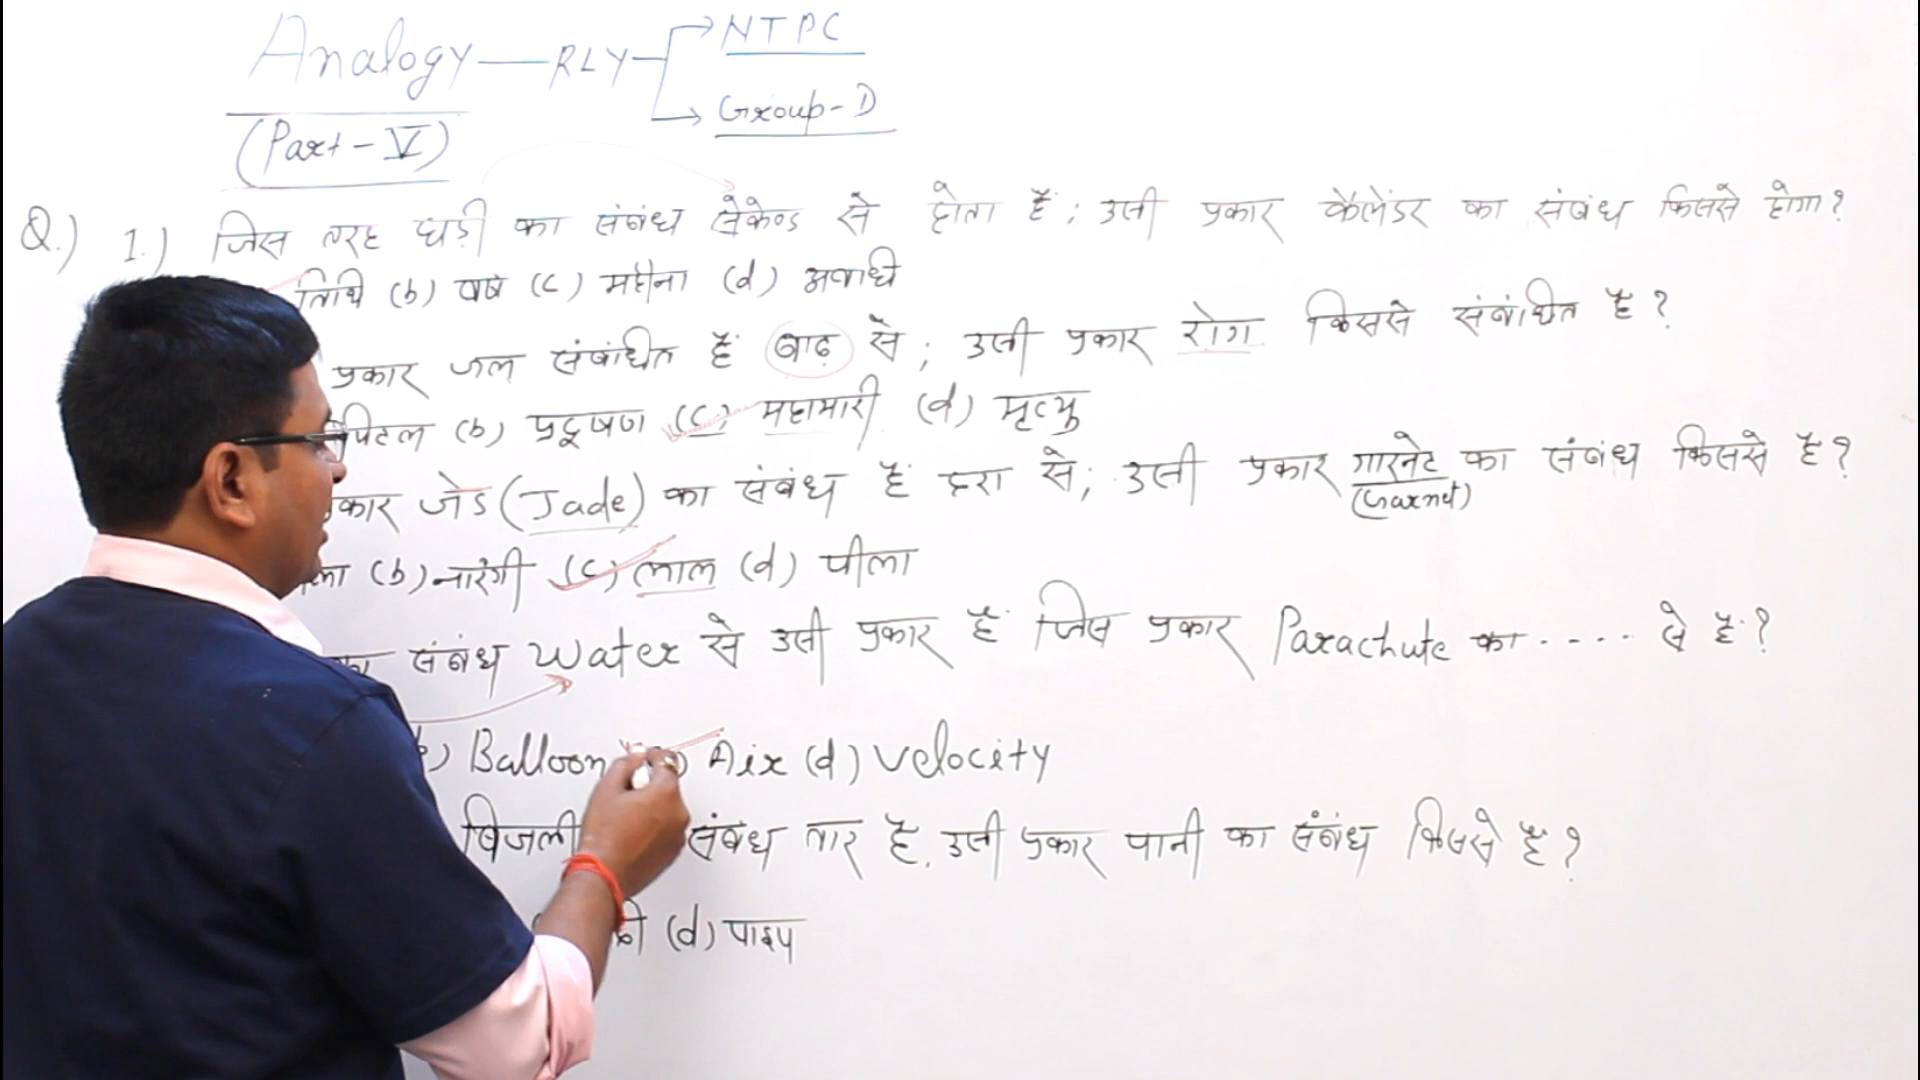 Analogy — RLY → NTPC
→ Group-D
(Part - V)
Q.) 1.) जिस तरह घड़ी का संबंध सेकेण्ड से होता है; उसी प्रकार कैलेंडर का संबंध किससे होगा?
तिथि (b) वर्ष (c) महीना (d) अवधि
प्रकार जल संबंधित है बाढ़ से; उसी प्रकार रोग किससे संबंधित है?
पिटल (b) प्रदूषण (c) महामारी (d) मृत्यु
कार जेड (Jade) का संबंध है हरा से; उसी प्रकार गारनेट का संबंध किससे है?
(Garnet)
ला (b) नारंगी (c) लाल (d) पीला
का संबंध Water से उसी प्रकार है जिस प्रकार Parachute का ..... से है?
b) Balloon Air (d) Velocity
बिजली संबंध तार है, उसी प्रकार पानी का संबंध किससे है?
(d) पाइप